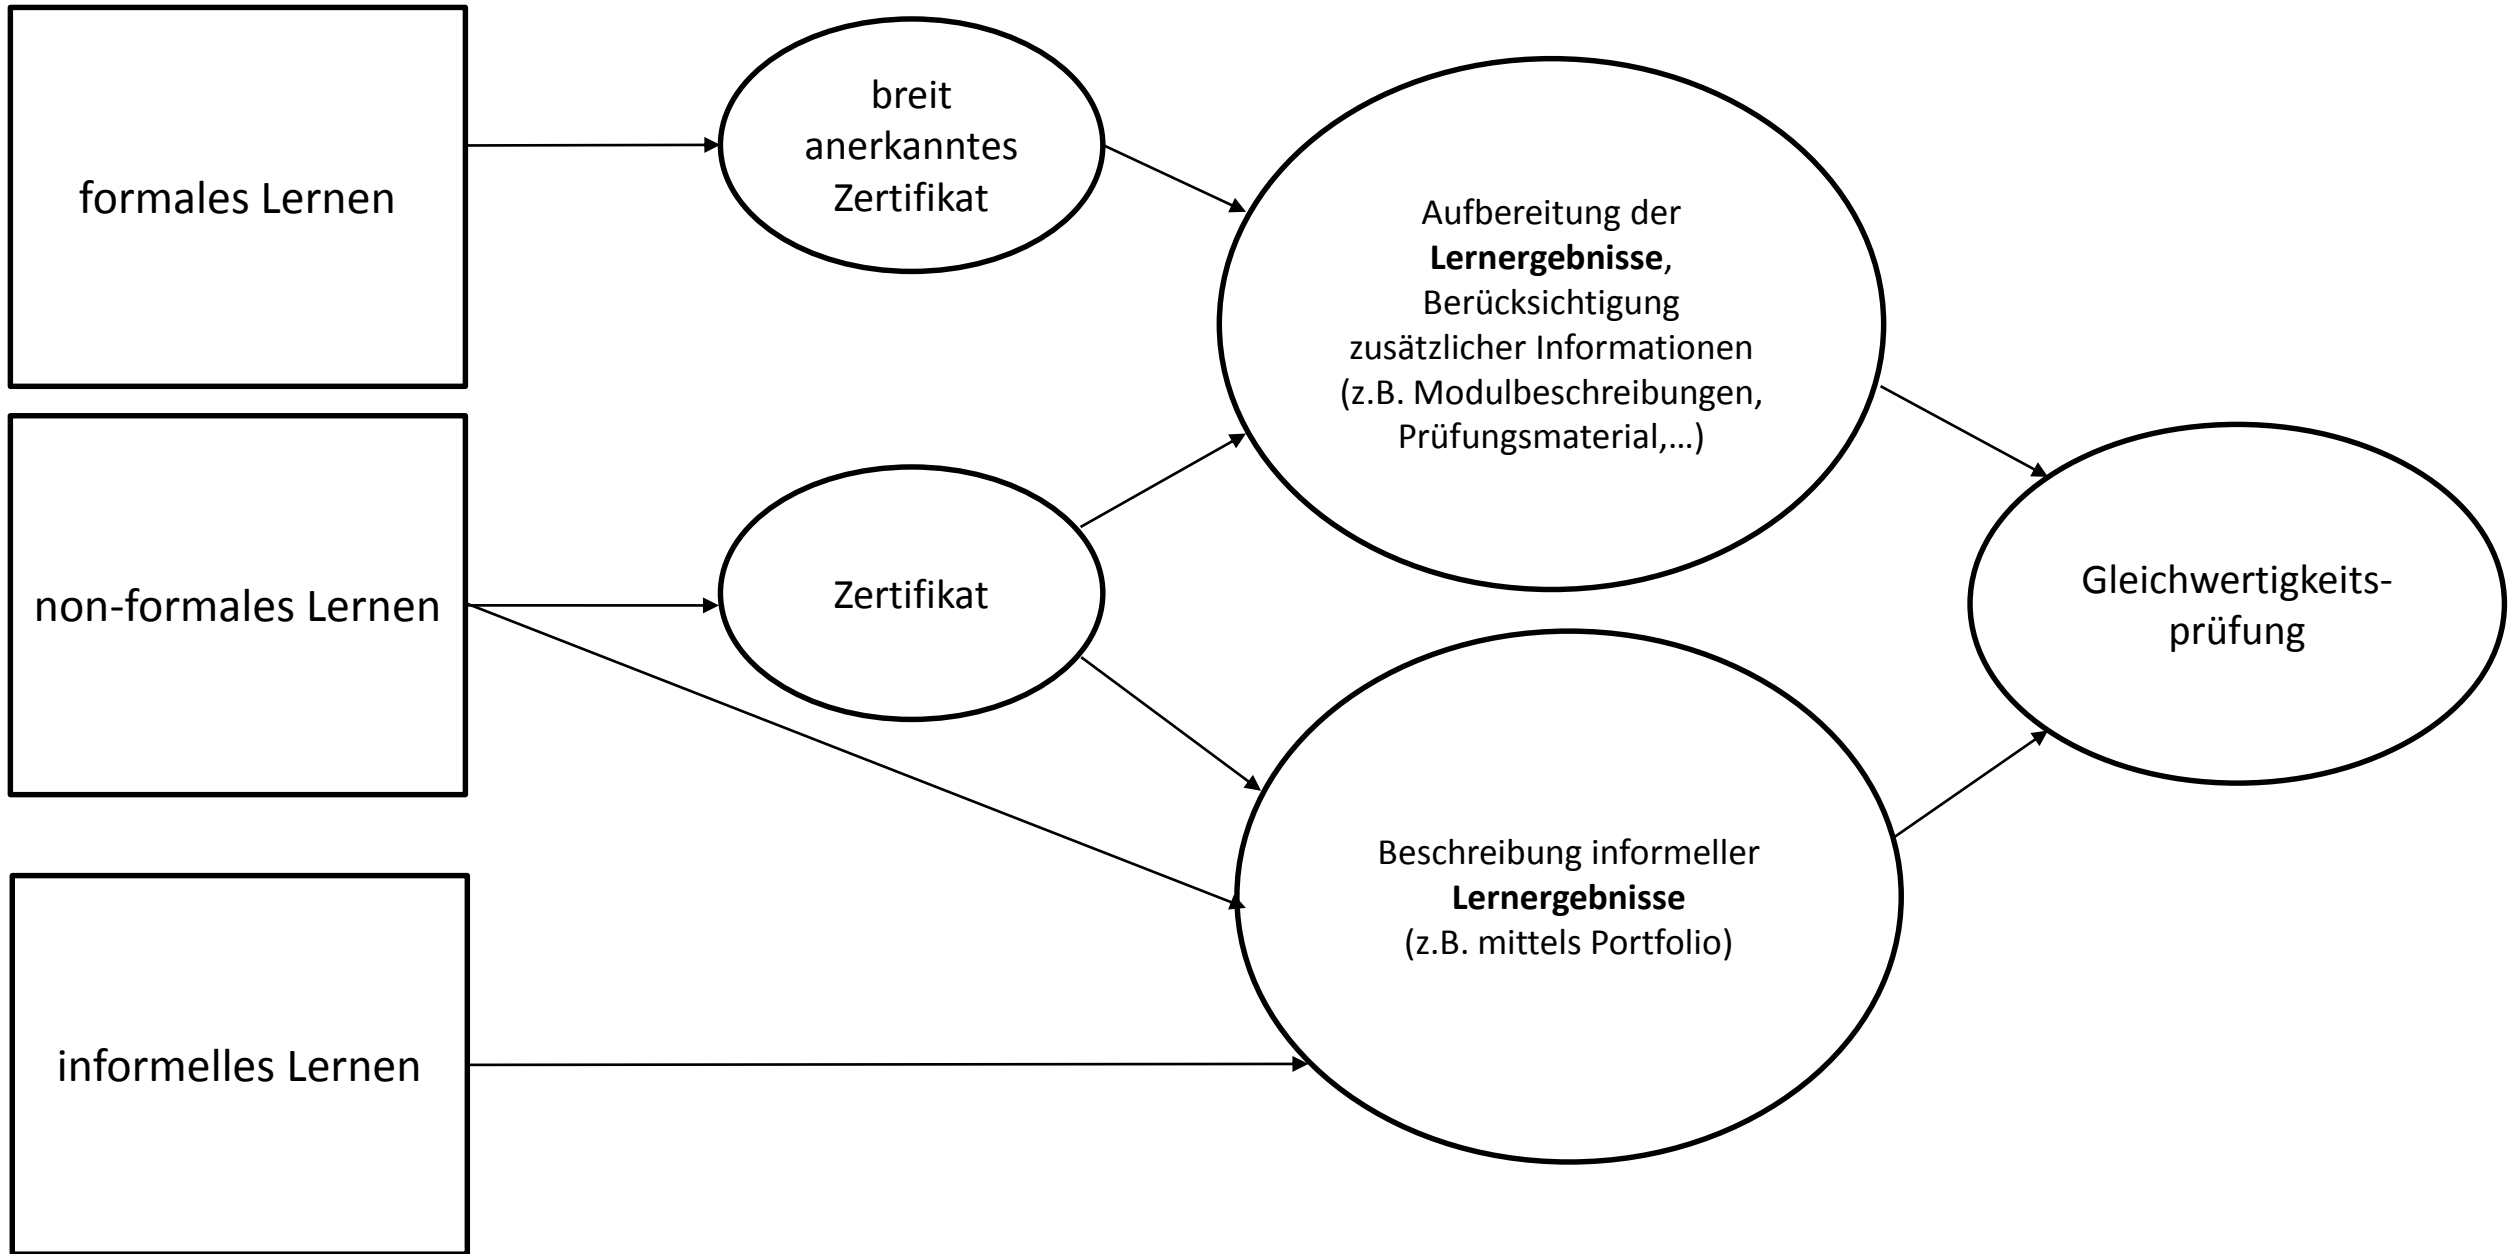 formales Lernen
breit
anerkanntes
Zertifikat
Aufbereitung der
Lernergebnisse,
Berücksichtigung
zusätzlicher Informationen
(z.B. Modulbeschreibungen,
Prüfungsmaterial,...)
non-formales Lernen
Zertifikat
Gleichwertigkeits-
prüfung
Beschreibung informeller
Lernergebnisse
(z.B. mittels Portfolio)
informelles Lernen